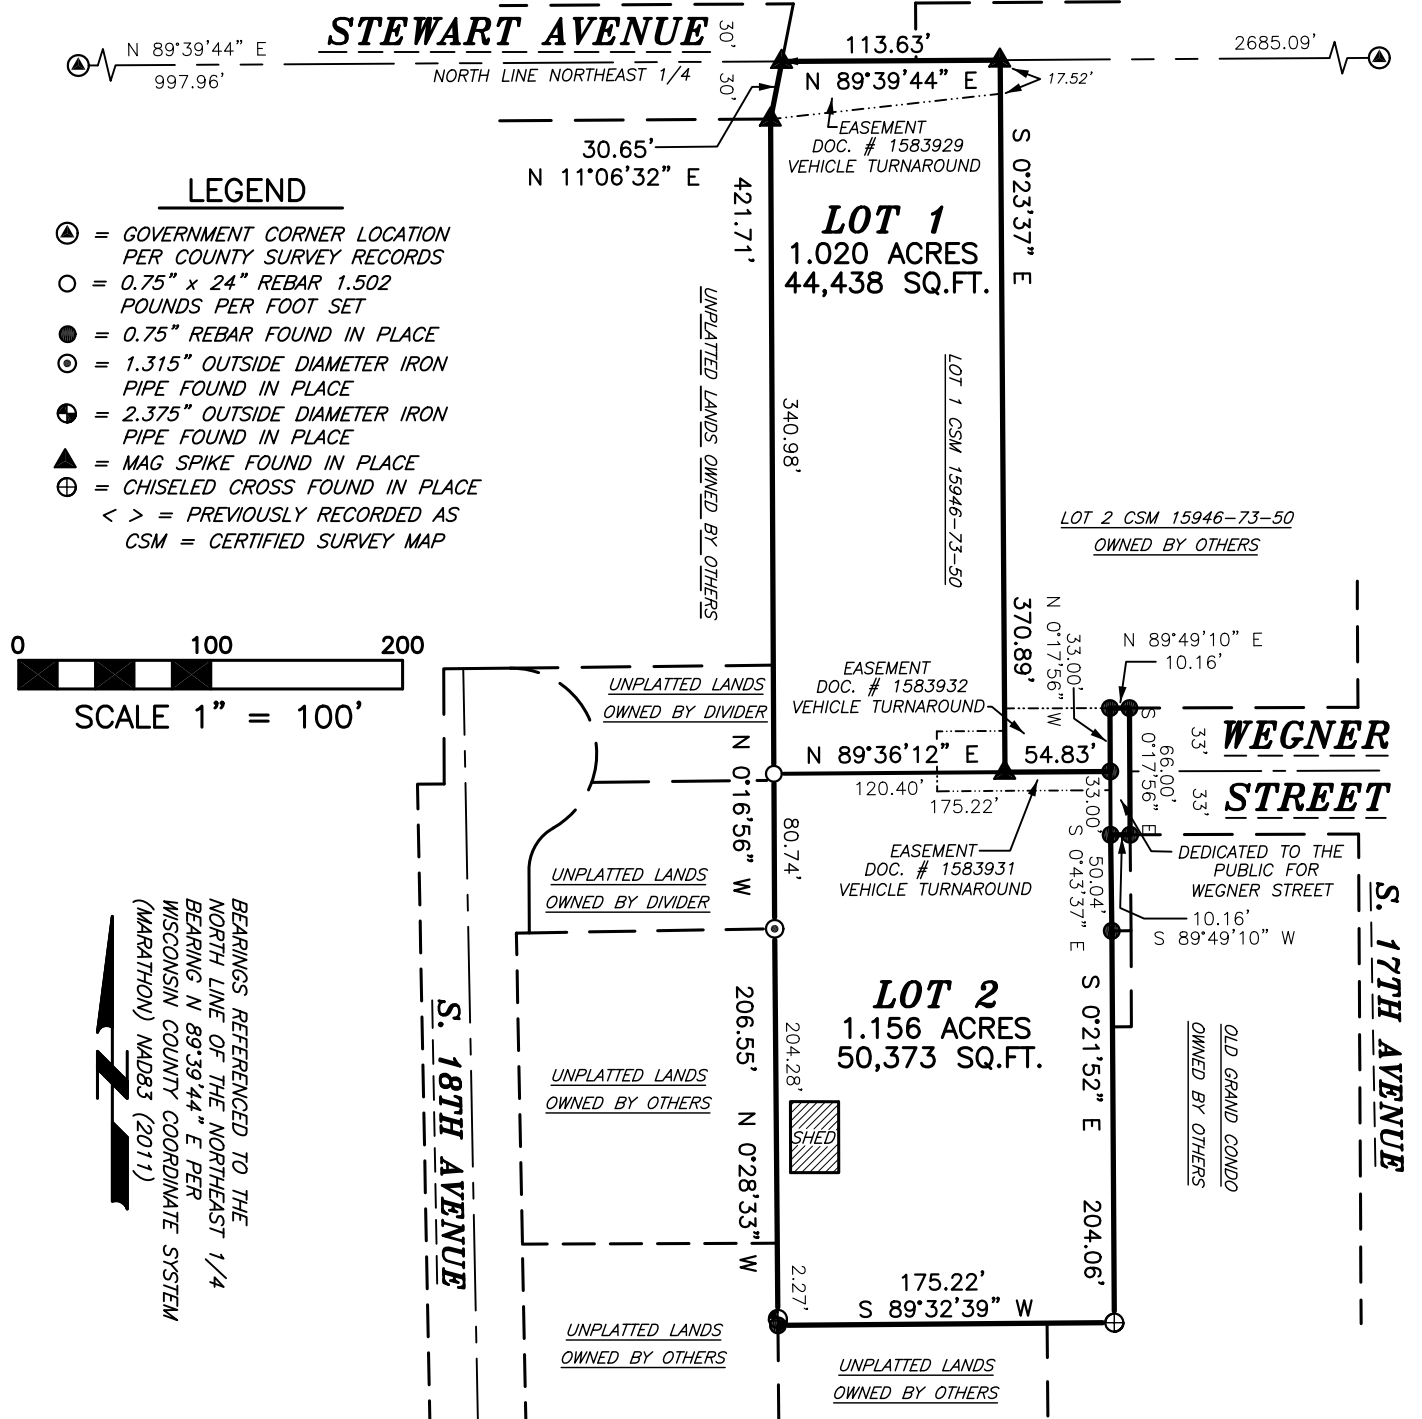 STEWART AVENUE
N 89°39'44" E
997.96'
NORTH LINE NORTHEAST 1/4
30'
30'
113.63'
N 89°39'44" E
2685.09'
17.52'
EASEMENT
DOC. # 1583929
VEHICLE TURNAROUND
30.65'
N 11°06'32" E
421.71'
S 0°23'37" E
LOT 1
1.020 ACRES
44,438 SQ.FT.
LEGEND
= GOVERNMENT CORNER LOCATION
PER COUNTY SURVEY RECORDS
= 0.75" x 24" REBAR 1.502
POUNDS PER FOOT SET
= 0.75" REBAR FOUND IN PLACE
= 1.315" OUTSIDE DIAMETER IRON
PIPE FOUND IN PLACE
= 2.375" OUTSIDE DIAMETER IRON
PIPE FOUND IN PLACE
= MAG SPIKE FOUND IN PLACE
= CHISELED CROSS FOUND IN PLACE
< > = PREVIOUSLY RECORDED AS
CSM = CERTIFIED SURVEY MAP
UNPLATTED LANDS OWNED BY OTHERS
340.98'
LOT 1 CSM 15946-73-50
LOT 2 CSM 15946-73-50
OWNED BY OTHERS
0 100 200
SCALE 1" = 100'
370.89'
N 0°17'56" W
33.00'
N 89°49'10" E
10.16'
EASEMENT
DOC. # 1583932
VEHICLE TURNAROUND
UNPLATTED LANDS
OWNED BY DIVIDER
N 0°16'56" W
N 89°36'12" E
54.83'
120.40'
175.22'
33.00'
S 0°17'56" E
66.00'
33'
33'
WEGNER
STREET
80.74'
EASEMENT
DOC. # 1583931
VEHICLE TURNAROUND
S 0°43'37" E
50.04'
DEDICATED TO THE
PUBLIC FOR
WEGNER STREET
10.16'
S 89°49'10" W
UNPLATTED LANDS
OWNED BY DIVIDER
S. 17TH AVENUE
BEARINGS REFERENCED TO THE
NORTH LINE OF THE NORTHEAST 1/4
BEARING N 89°39'44" E PER
WISCONSIN COUNTY COORDINATE SYSTEM
(MARATHON) NAD83 (2011)
N
S. 18TH AVENUE
206.55'
N 0°28'33" W
204.28'
LOT 2
1.156 ACRES
50,373 SQ.FT.
S 0°21'52" E
204.06'
OLD GRAND CONDO
OWNED BY OTHERS
UNPLATTED LANDS
OWNED BY OTHERS
SHED
2.27'
175.22'
S 89°32'39" W
UNPLATTED LANDS
OWNED BY OTHERS
UNPLATTED LANDS
OWNED BY OTHERS